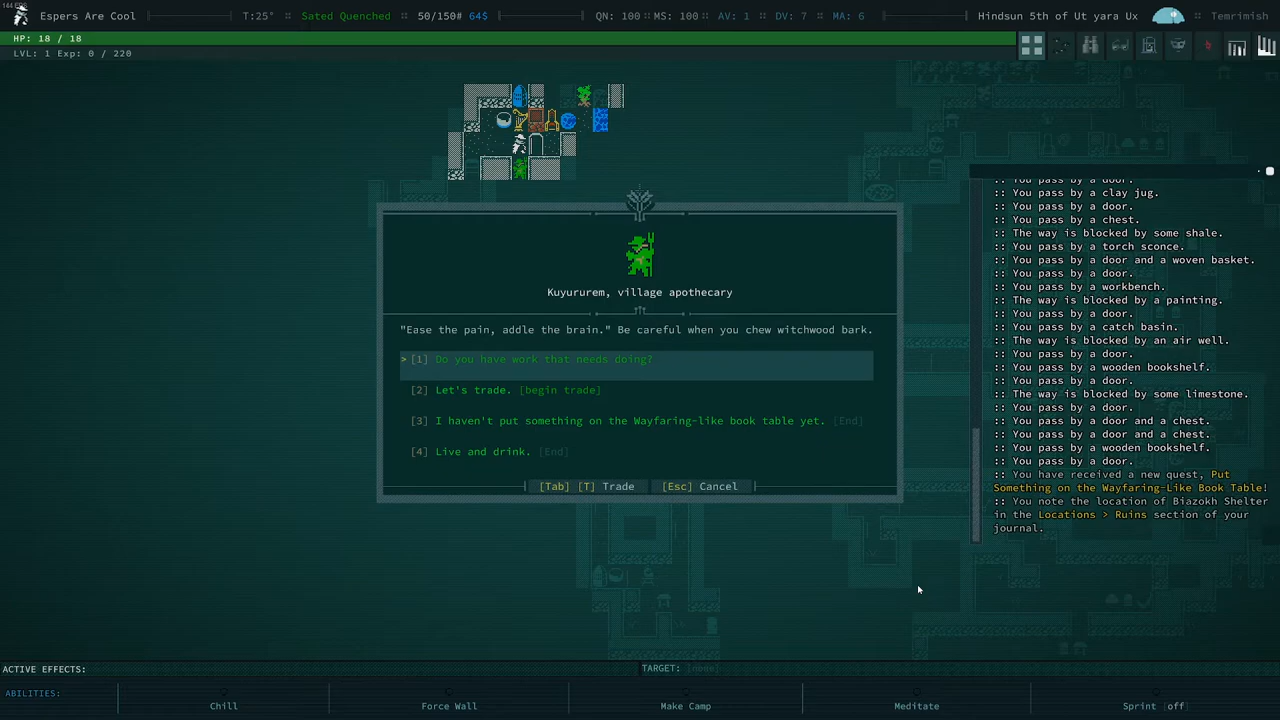 144 FPS
Espers Are Cool T:25° :: Sated Quenched :: 50/150# 64$ QN: 100 :: MS: 100 :: AV: 1 :: DV: 7 :: MA: 6 Hindsun 5th of Ut yara Ux :: Temrimish
HP: 18 / 18
LVL: 1 Exp: 0 / 220
:: You pass by a door.
:: You pass by a clay jug.
:: You pass by a door.
:: You pass by a chest.
:: The way is blocked by some shale.
:: You pass by a torch sconce.
:: You pass by a door and a woven basket.
:: You pass by a door.
:: You pass by a workbench.
:: The way is blocked by a painting.
:: You pass by a door.
:: You pass by a catch basin.
:: The way is blocked by an air well.
:: You pass by a door.
:: You pass by a wooden bookshelf.
:: You pass by a door.
:: The way is blocked by some limestone.
:: You pass by a door.
:: You pass by a door and a chest.
:: You pass by a door and a chest.
:: You pass by a wooden bookshelf.
:: You pass by a door.
:: You have received a new quest, Put
Something on the Wayfaring-Like Book Table!
:: You note the location of Biazokh Shelter
in the Locations > Ruins section of your
journal.
Kuyururem, village apothecary
"Ease the pain, addle the brain." Be careful when you chew witchwood bark.
> [1] Do you have work that needs doing?
[2] Let's trade. [begin trade]
[3] I haven't put something on the Wayfaring-like book table yet. [End]
[4] Live and drink. [End]
[Tab] [T] Trade [Esc] Cancel
ACTIVE EFFECTS: TARGET: [none]
ABILITIES: Chill Force Wall Make Camp Meditate Sprint [off]